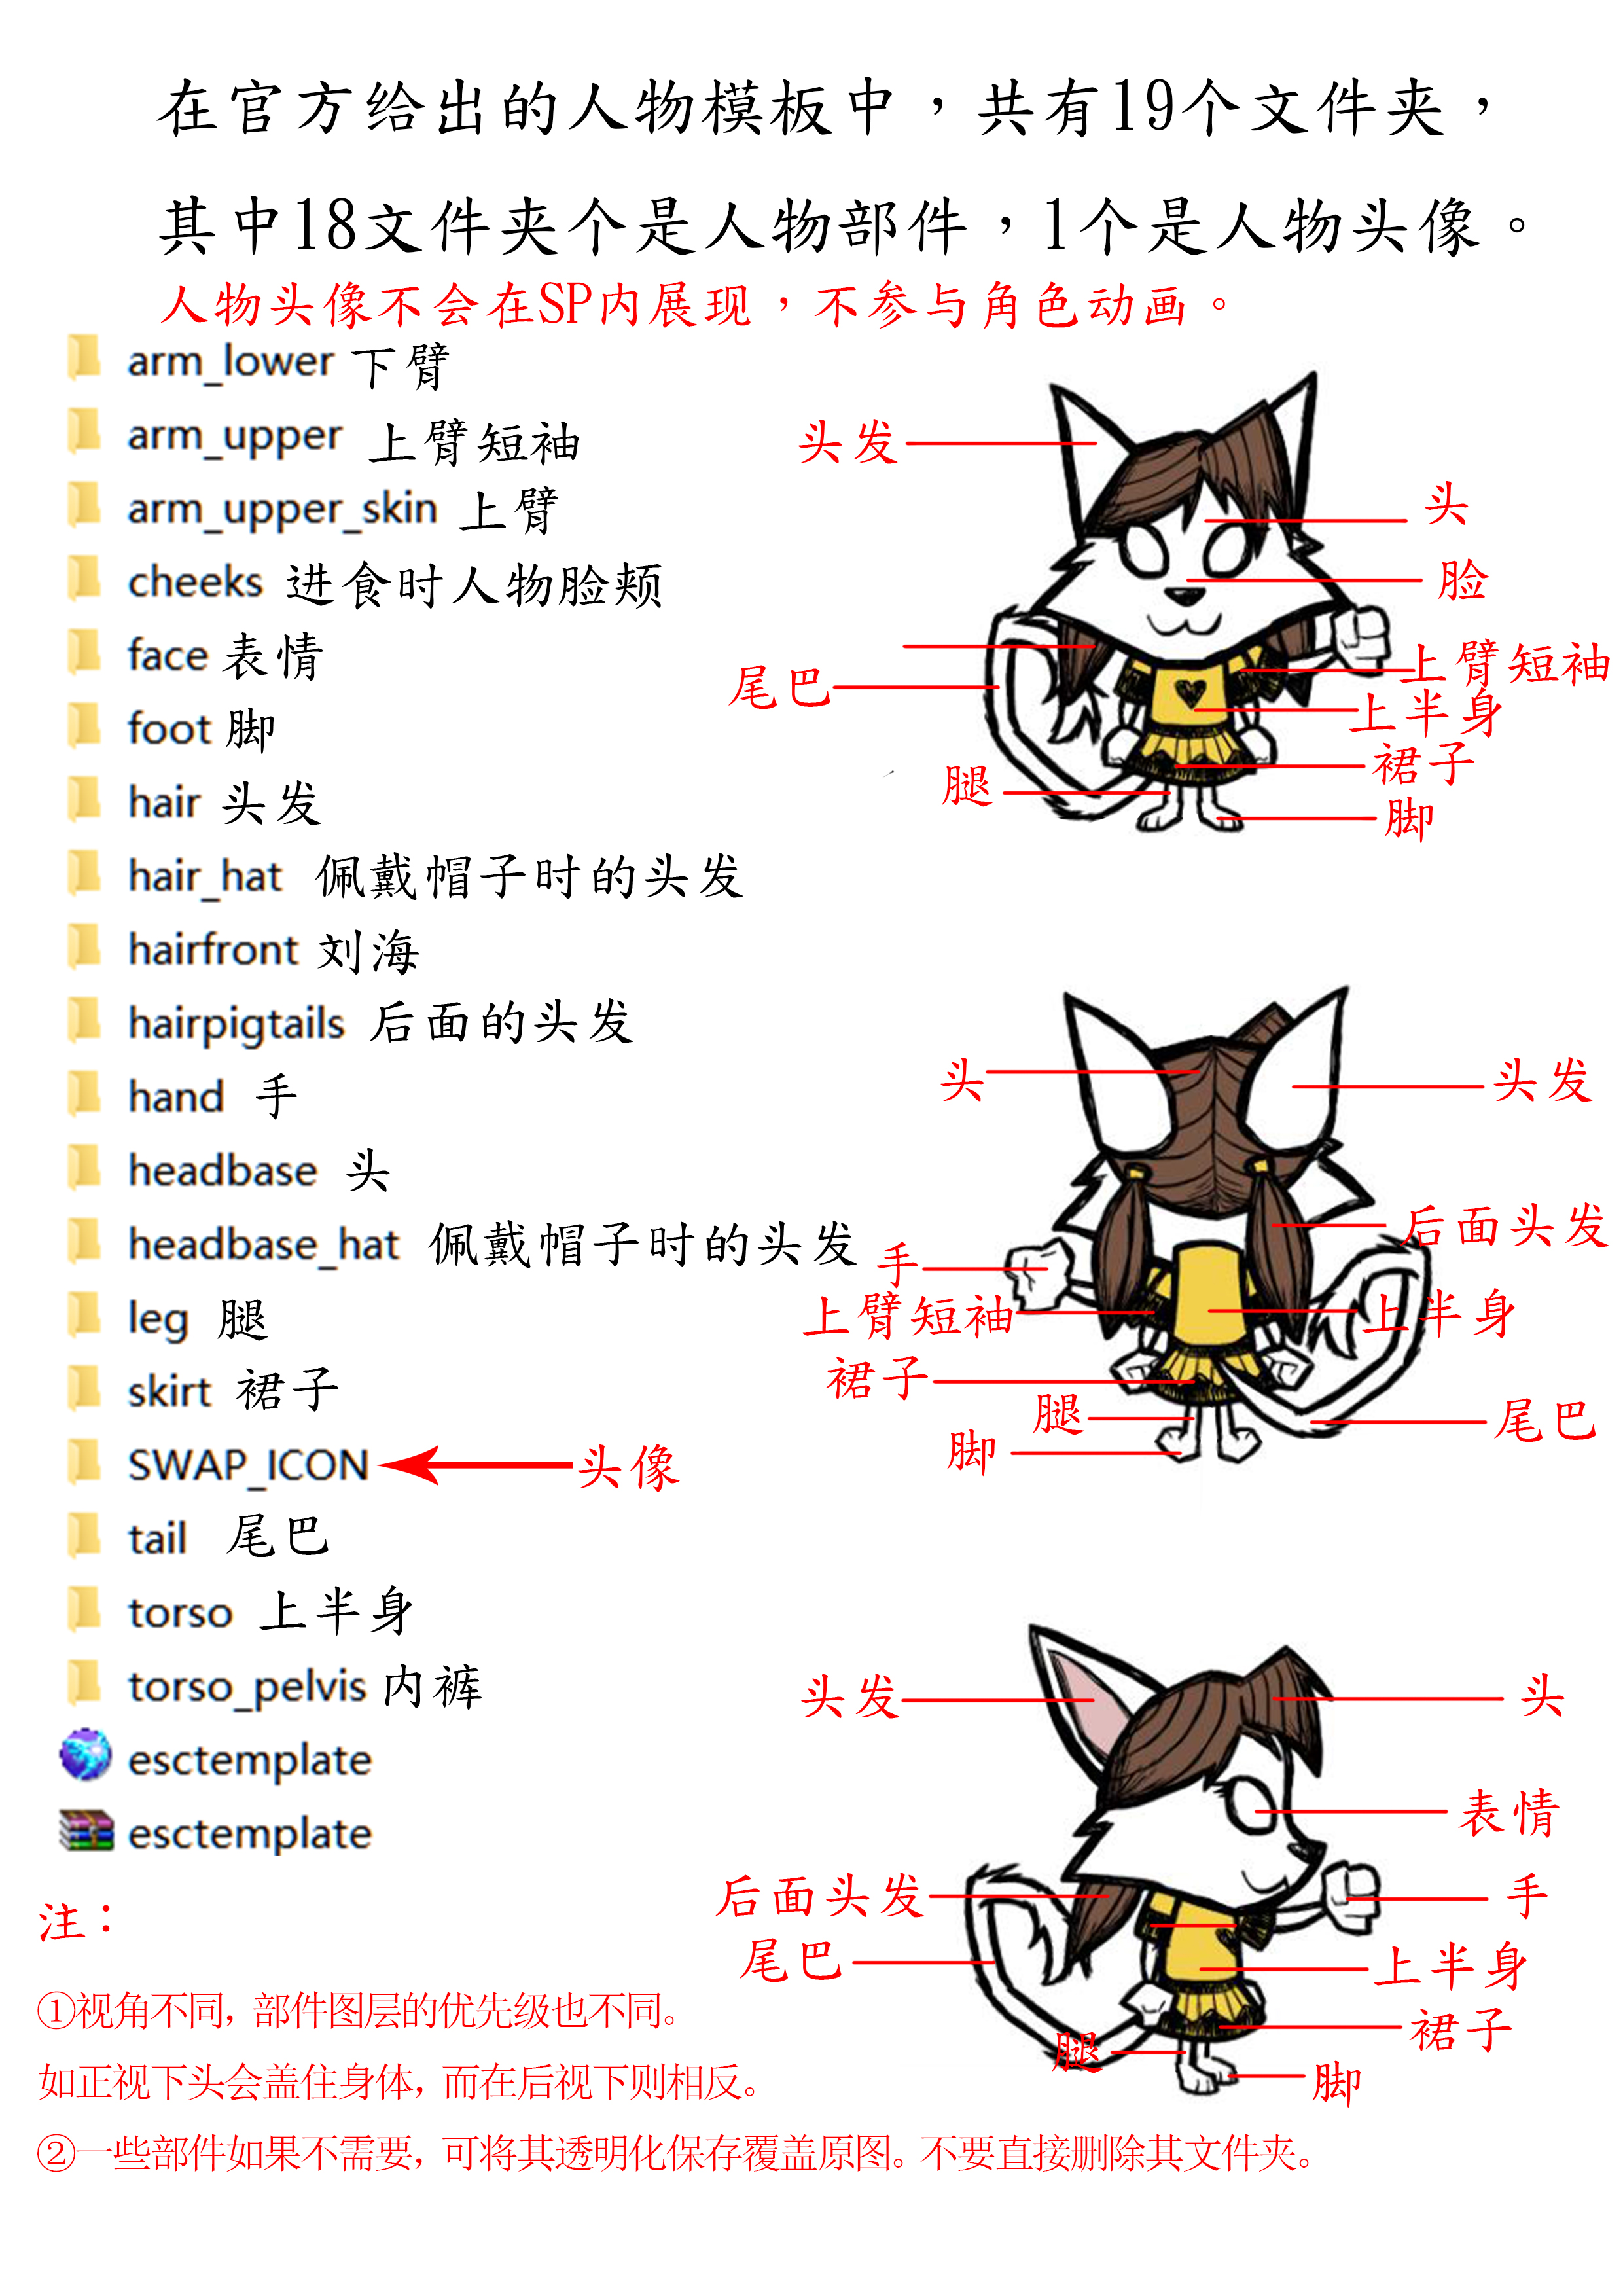 在官方给出的人物模板中，共有19个文件夹，
其中18文件夹个是人物部件，1个是人物头像。
人物头像不会在SP内展现，不参与角色动画。
arm_lower 下臂
arm_upper 上臂短袖
arm_upper_skin 上臂
cheeks 进食时人物脸颊
face 表情
foot 脚
hair 头发
hair_hat 佩戴帽子时的头发
hairfront 刘海
hairpigtails 后面的头发
hand 手
headbase 头
headbase_hat 佩戴帽子时的头发
leg 腿
skirt 裙子
SWAP_ICON 头像
tail 尾巴
torso 上半身
torso_pelvis 内裤
esctemplate
esctemplate
头发
头
脸
上臂短袖
尾巴
上半身
裙子
腿
脚
头
头发
后面头发
手
上臂短袖
上半身
裙子
腿
尾巴
脚
头发
头
表情
后面头发
手
尾巴
上半身
裙子
腿
脚
注：
①视角不同，部件图层的优先级也不同。
如正视下头会盖住身体，而在后视下则相反。
②一些部件如果不需要，可将其透明化保存覆盖原图。不要直接删除其文件夹。